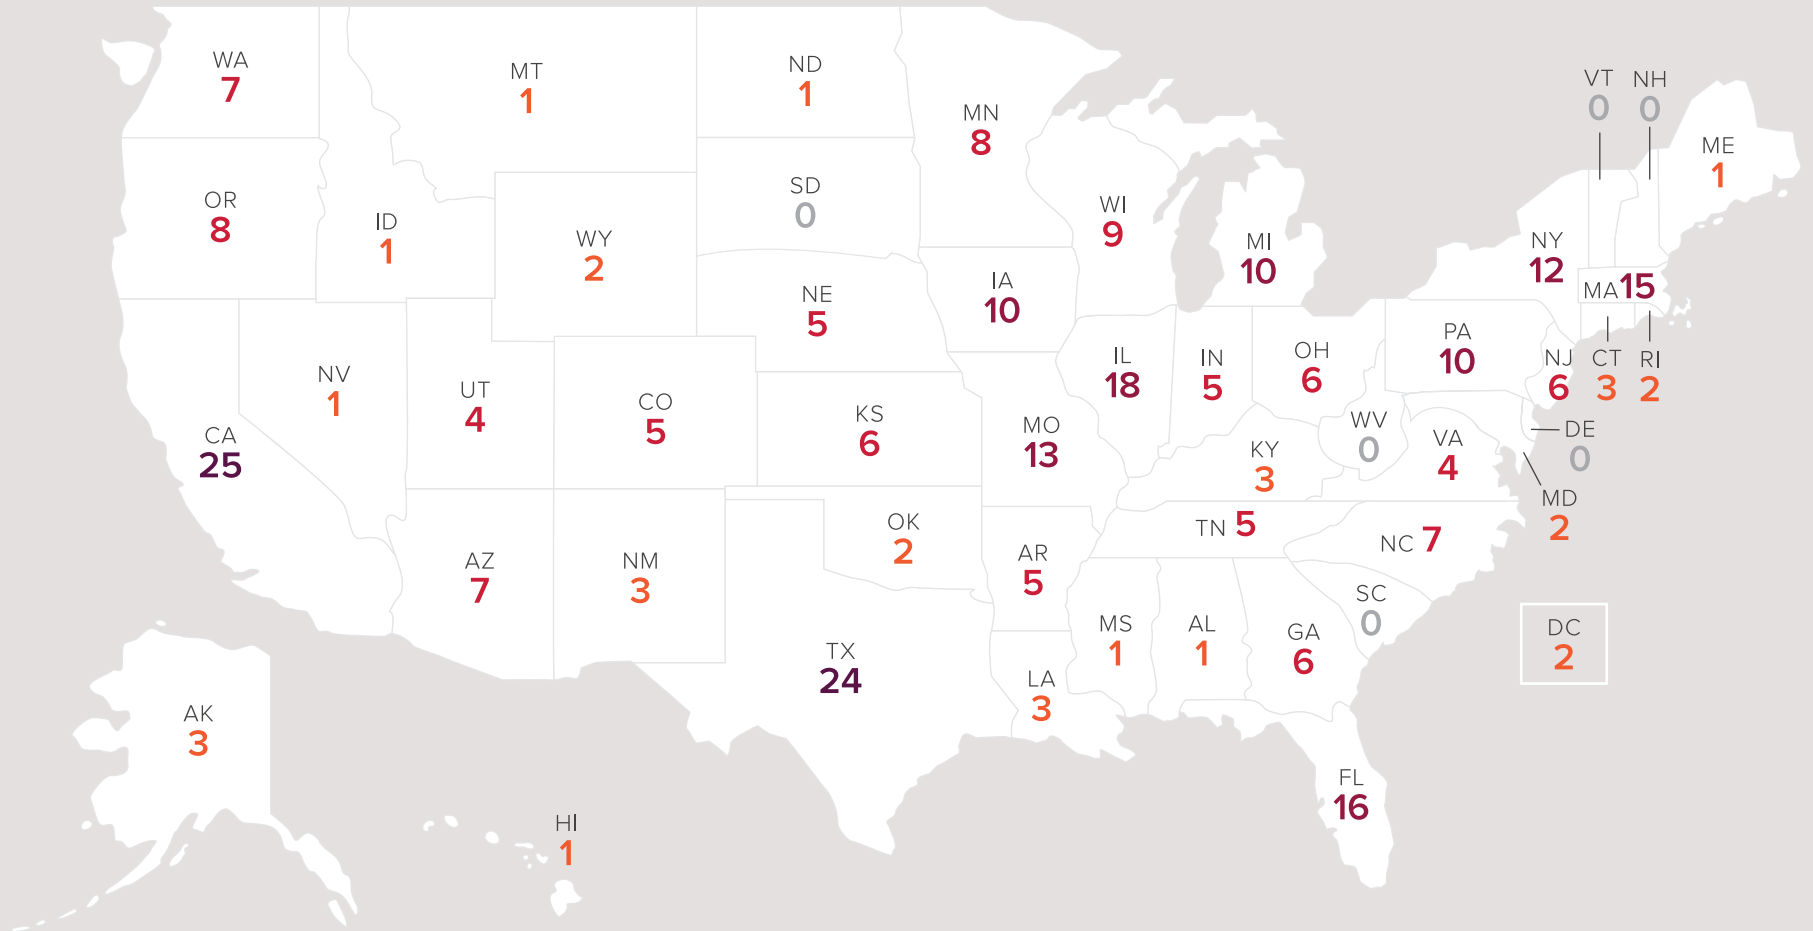 WA
7
MT
1
ND
1
MN
8
VT
0
NH
0
ME
1
OR
8
ID
1
WY
2
SD
0
WI
9
MI
10
NY
12
MA 15
NE
5
IA
10
IL
18
IN
5
OH
6
PA
10
NJ
6
CT
3
RI
2
NV
1
UT
4
CO
5
KS
6
MO
13
KY
3
WV
0
VA
4
DE
0
MD
2
CA
25
AZ
7
NM
3
OK
2
AR
5
TN 5
NC 7
SC
0
MS
1
AL
1
GA
6
DC
2
TX
24
LA
3
FL
16
AK
3
HI
1